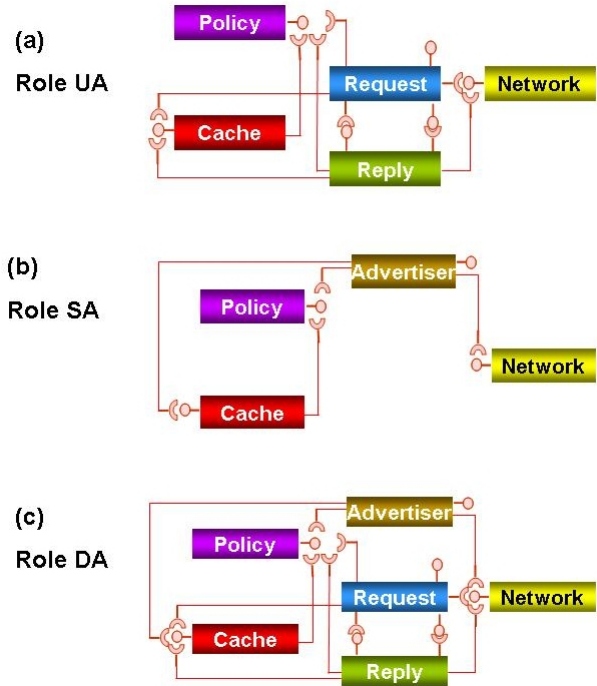 (a)
Role UA
Policy
Request
Network
Cache
Reply
(b)
Role SA
Advertiser
Policy
Network
Cache
(c)
Role DA
Advertiser
Policy
Request
Network
Cache
Reply